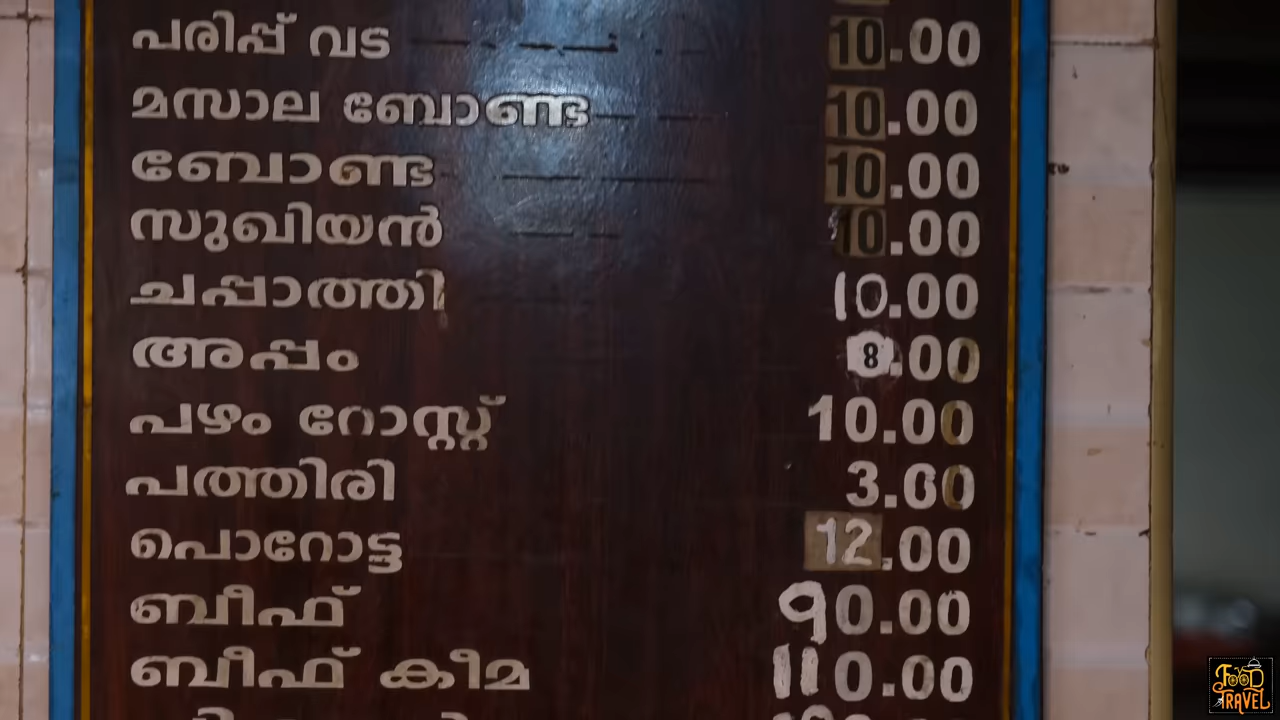 പരിപ്പ് വട 10.00
മസാല ബോണ്ട 10.00
ബോണ്ട 10.00
സുഖിയൻ 10.00
ചപ്പാത്തി 10.00
അപ്പം 8.00
പഴം റോസ്റ്റ് 10.00
പത്തിരി 3.00
പൊറോട്ട 12.00
ബീഫ് 90.00
ബീഫ് കീമ 110.00
FOOD
TRAVEL